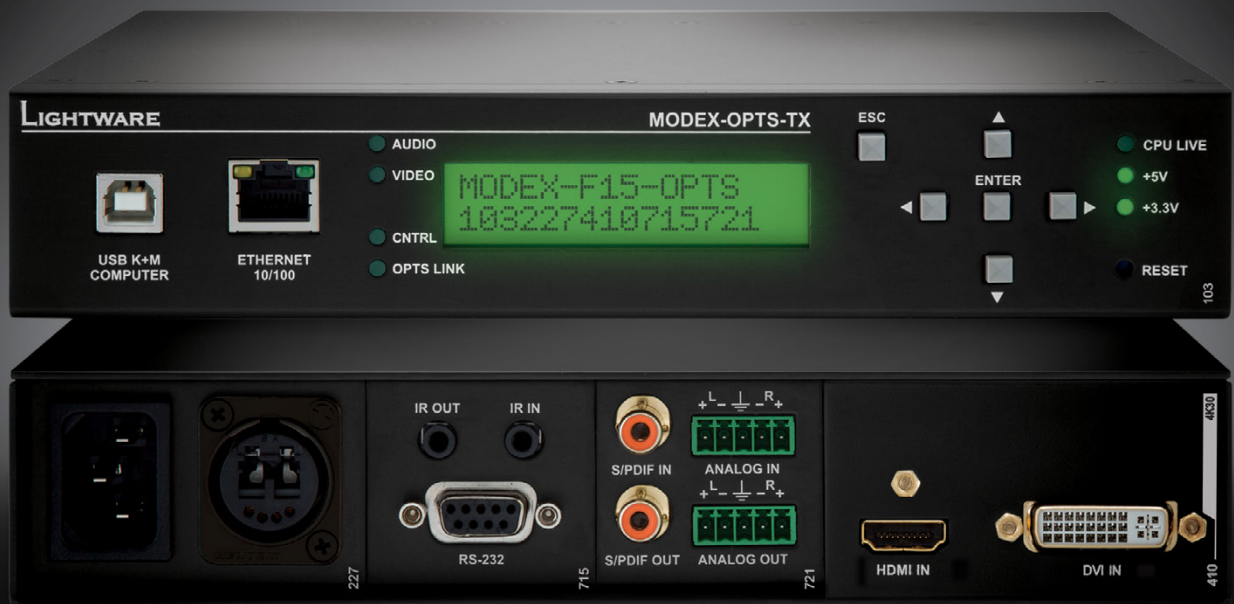 LIGHTWARE
MODEX-OPTS-TX
ESC
AUDIO
VIDEO
CNTRL
OPTS LINK
MODEX-F15-OPTS
103227410715721
ENTER
CPU LIVE
+5V
+3.3V
RESET
USB K+M
COMPUTER
ETHERNET
10/100
103
IR OUT
IR IN
RS-232
227
715
+L- -R+
S/PDIF IN
ANALOG IN
+L- -R+
S/PDIF OUT
ANALOG OUT
721
HDMI IN
DVI IN
4K30
410